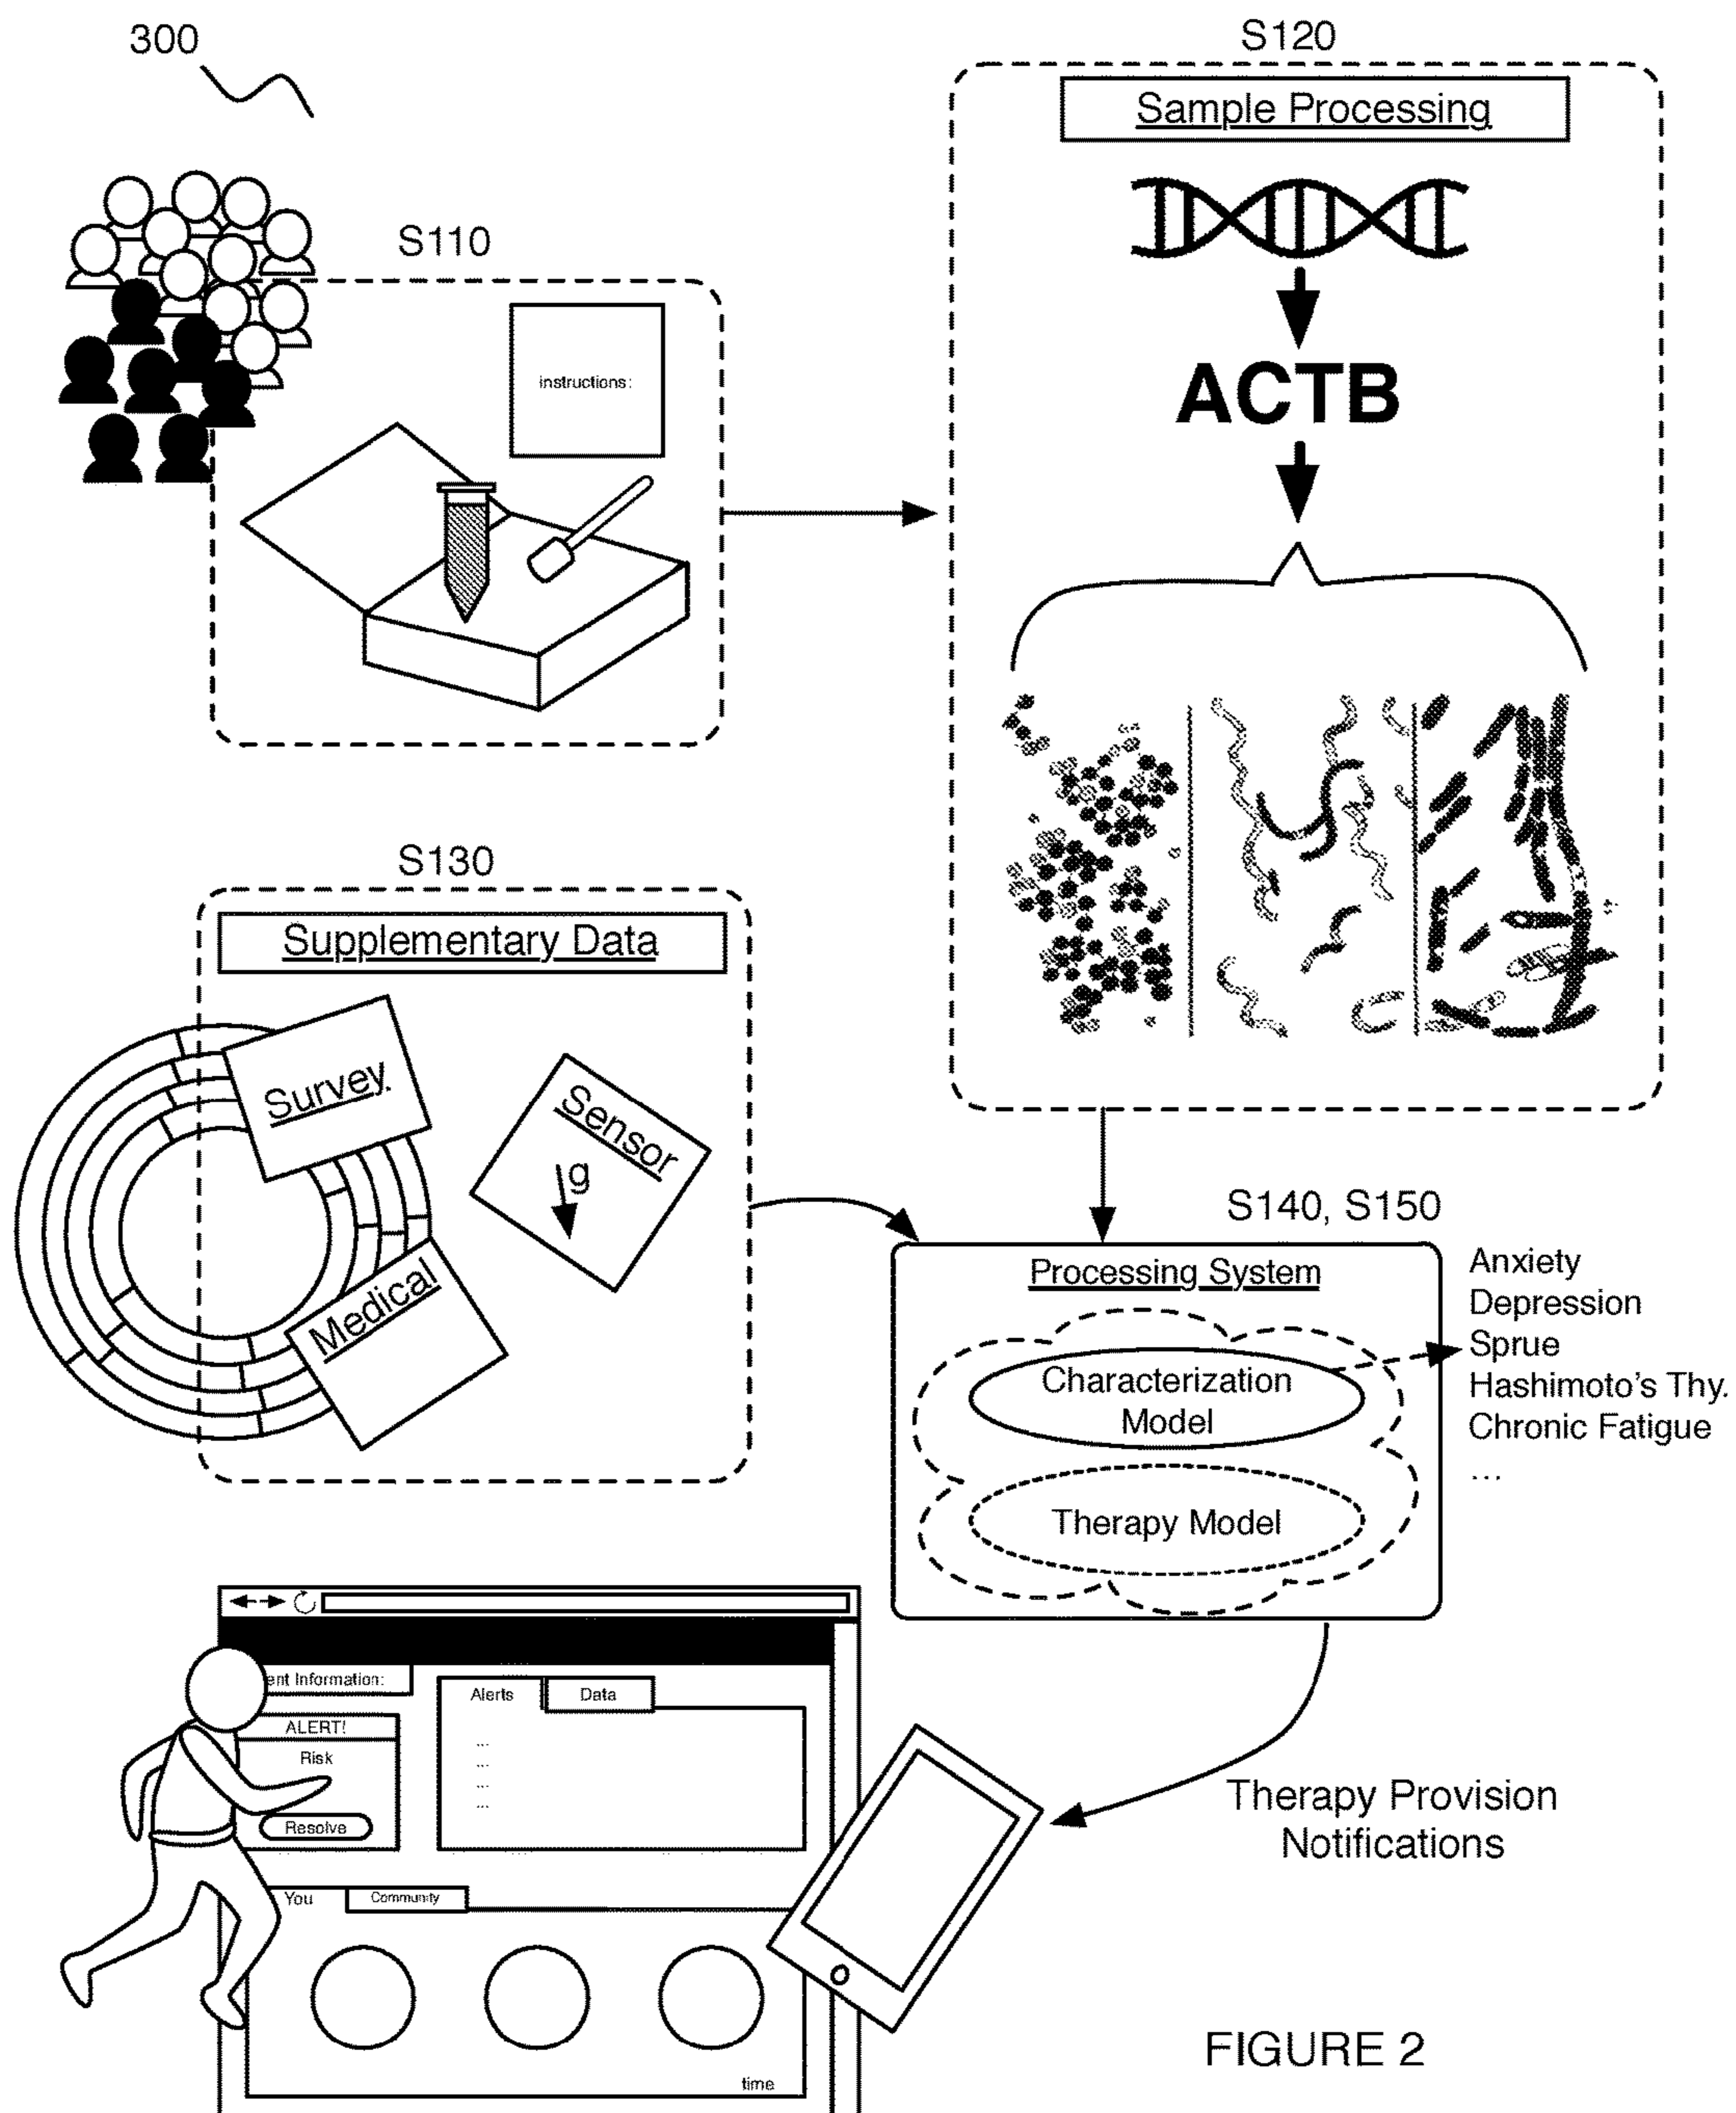 300
S120
Sample Processing
S110
instructions:
ACTB
S130
Supplementary Data
Survey.
Sensor
g
Medical
S140, S150
Processing System
Characterization
Model
Therapy Model
Anxiety
Depression
Sprue
Hashimoto's Thy.
Chronic Fatigue
...
ent Information:
Alerts
Data
ALERT!
Risk
Resolve
...
...
...
...
You
Community
time
Therapy Provision
Notifications
FIGURE 2